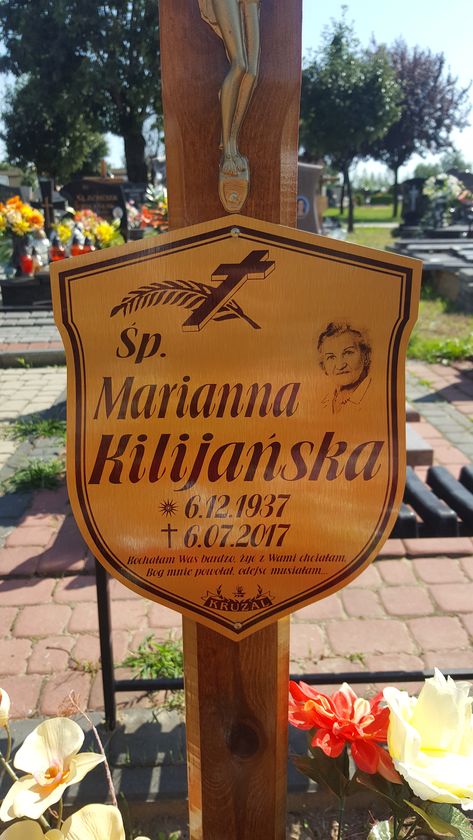 Śp.
Marianna
Kilijańska
6.12.1937
6.07.2017
Kochałam Was bardzo, żyć z Wami chciałam,
Bog mnie powołał, odejść musiałam...
KRUŻAL